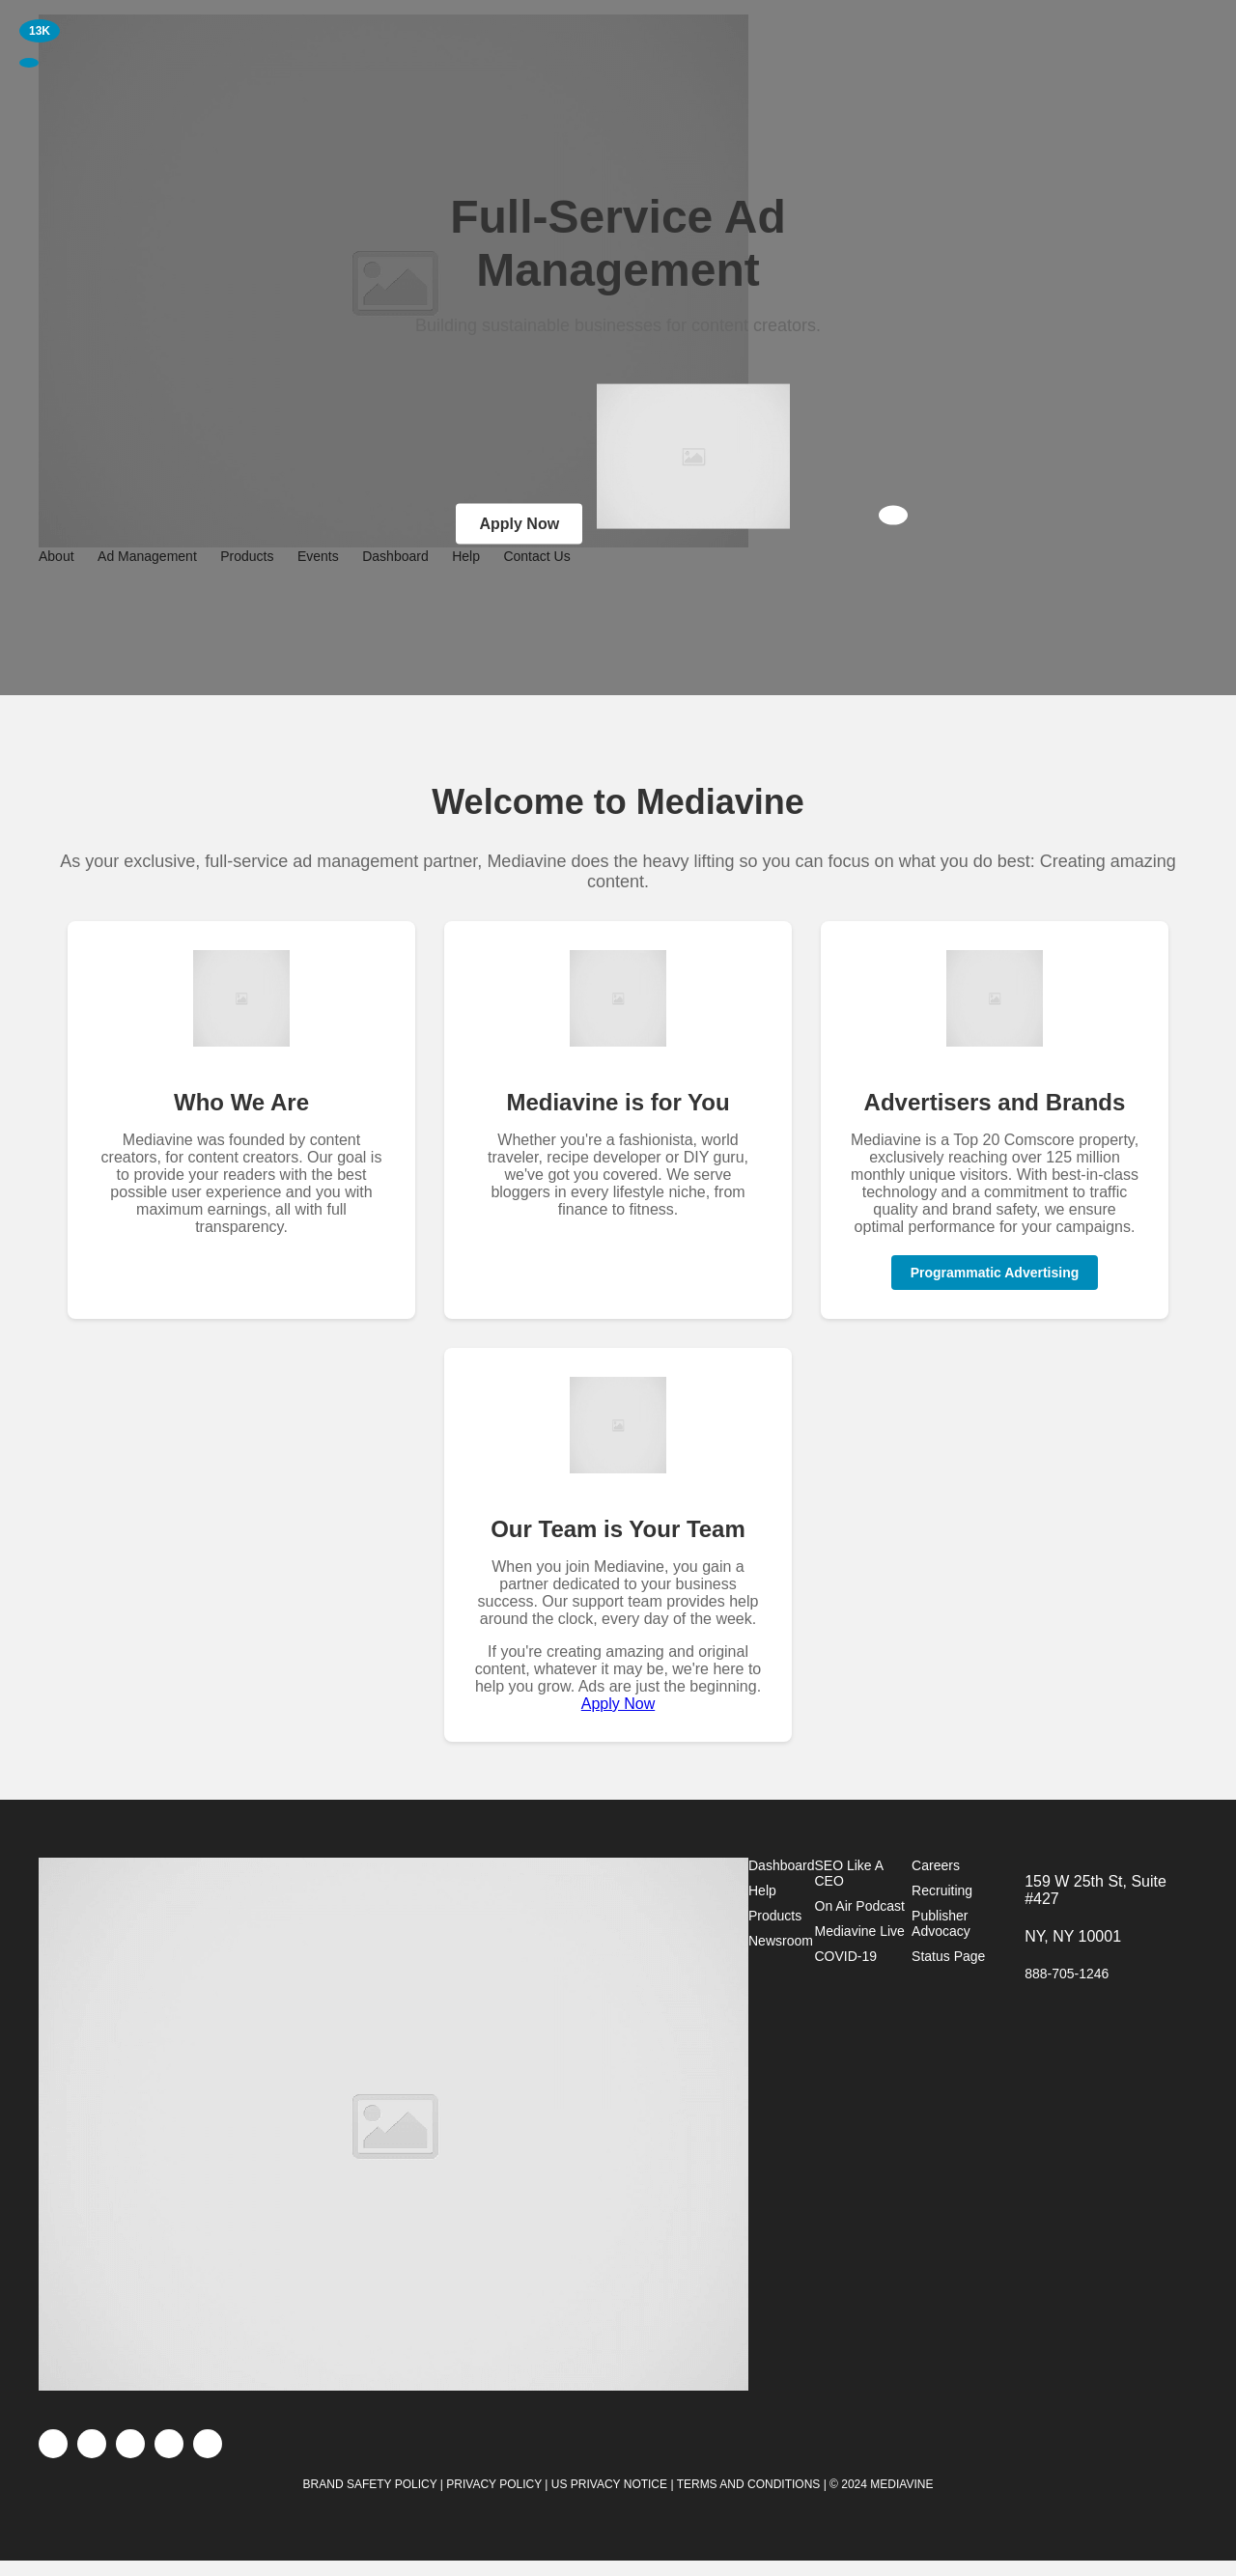 13K
Full-Service Ad
Management
Building sustainable businesses for content creators.
Apply Now
About Ad Management Products Events Dashboard Help Contact Us
Welcome to Mediavine
As your exclusive, full-service ad management partner, Mediavine does the heavy lifting so you can focus on what you do best: Creating amazing
content.
Who We Are
Mediavine was founded by content
creators, for content creators. Our goal is
to provide your readers with the best
possible user experience and you with
maximum earnings, all with full
transparency.
Mediavine is for You
Whether you're a fashionista, world
traveler, recipe developer or DIY guru,
we've got you covered. We serve
bloggers in every lifestyle niche, from
finance to fitness.
Advertisers and Brands
Mediavine is a Top 20 Comscore property,
exclusively reaching over 125 million
monthly unique visitors. With best-in-class
technology and a commitment to traffic
quality and brand safety, we ensure
optimal performance for your campaigns.
Programmatic Advertising
Our Team is Your Team
When you join Mediavine, you gain a
partner dedicated to your business
success. Our support team provides help
around the clock, every day of the week.
If you're creating amazing and original
content, whatever it may be, we're here to
help you grow. Ads are just the beginning.
Apply Now
Dashboard
Help
Products
Newsroom
SEO Like A
CEO
On Air Podcast
Mediavine Live
COVID-19
Careers
Recruiting
Publisher
Advocacy
Status Page
159 W 25th St, Suite
#427
NY, NY 10001
888-705-1246
BRAND SAFETY POLICY | PRIVACY POLICY | US PRIVACY NOTICE | TERMS AND CONDITIONS | © 2024 MEDIAVINE